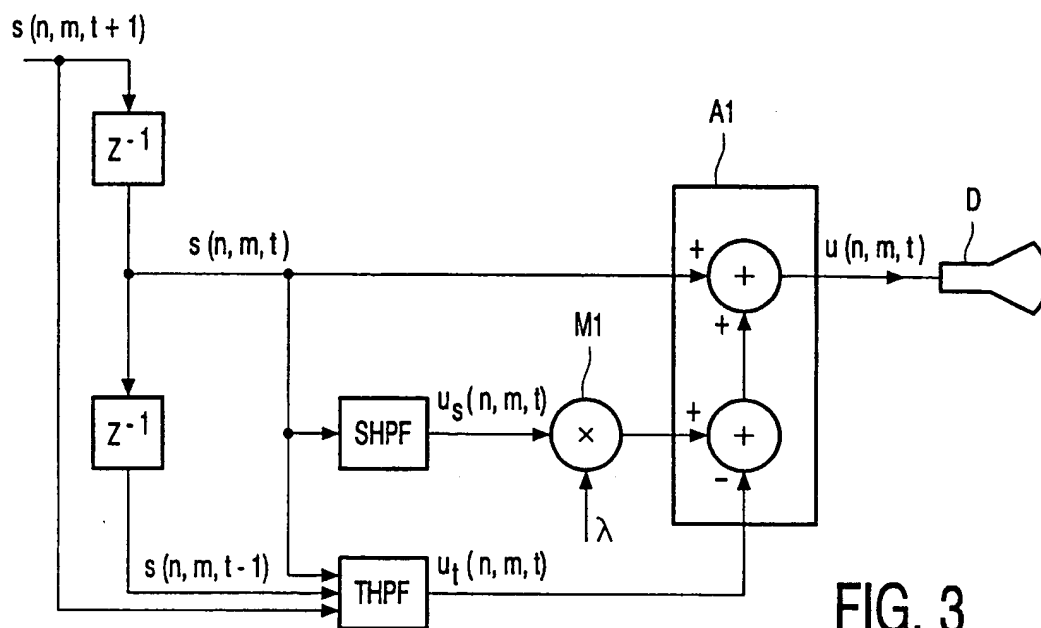 s (n, m, t + 1)
A1
Z⁻¹
D
s (n, m, t)
+
+
u (n, m, t)
+
M1
Z⁻¹
SHPF
uₛ (n, m, t)
×
+
+
−
λ
s (n, m, t - 1)
THPF
uₜ (n, m, t)
FIG. 3